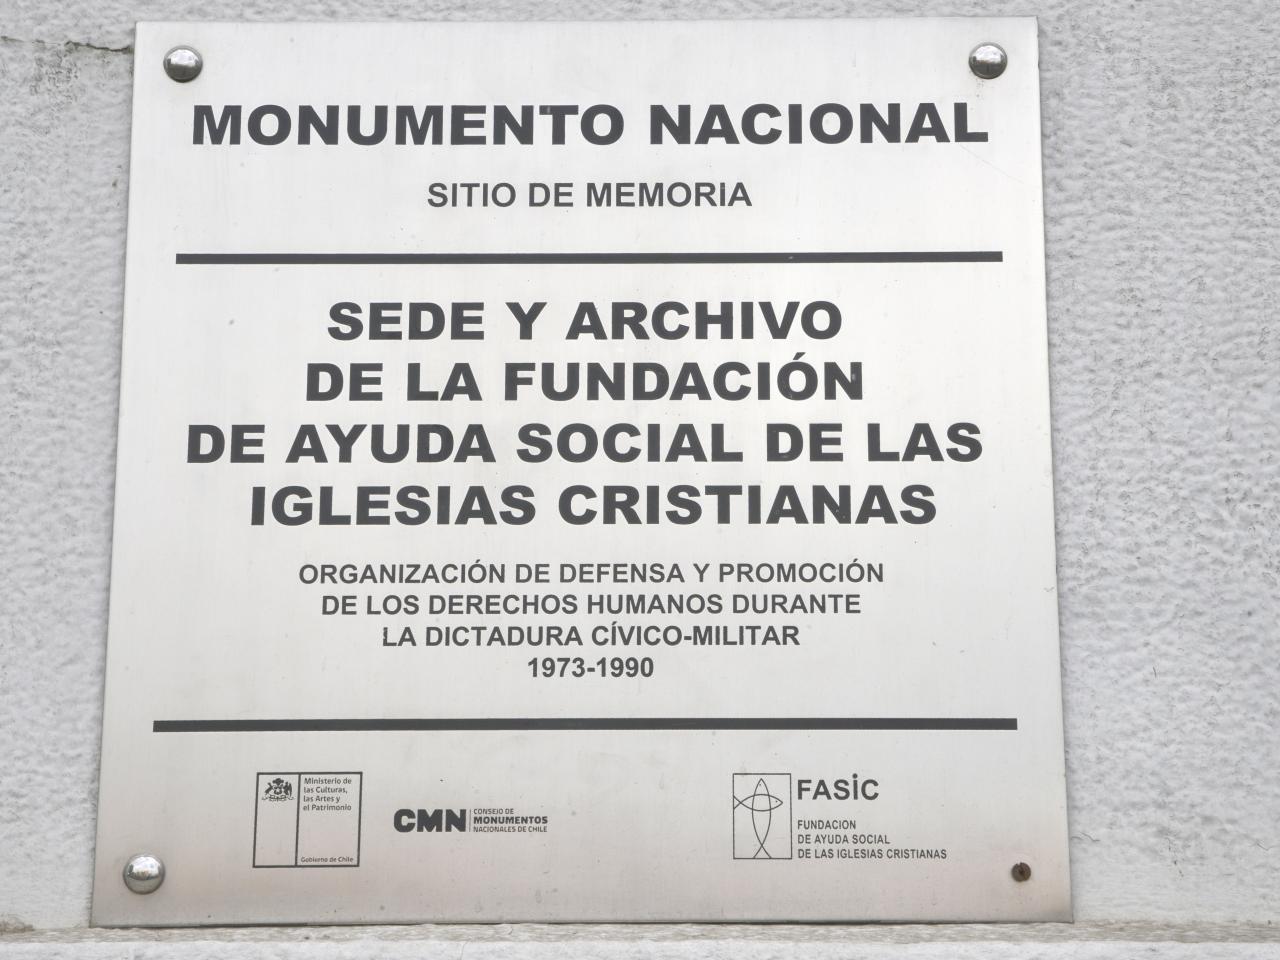 MONUMENTO NACIONAL
SITIO DE MEMORIA
SEDE Y ARCHIVO
DE LA FUNDACIÓN
DE AYUDA SOCIAL DE LAS
IGLESIAS CRISTIANAS
ORGANIZACIÓN DE DEFENSA Y PROMOCIÓN
DE LOS DERECHOS HUMANOS DURANTE
LA DICTADURA CÍVICO-MILITAR
1973-1990
Ministerio de
las Culturas,
las Artes y
el Patrimonio
Gobierno de Chile
CMN
CONSEJO DE
MONUMENTOS
NACIONALES DE CHILE
FASiC
FUNDACION
DE AYUDA SOCIAL
DE LAS IGLESIAS CRISTIANAS